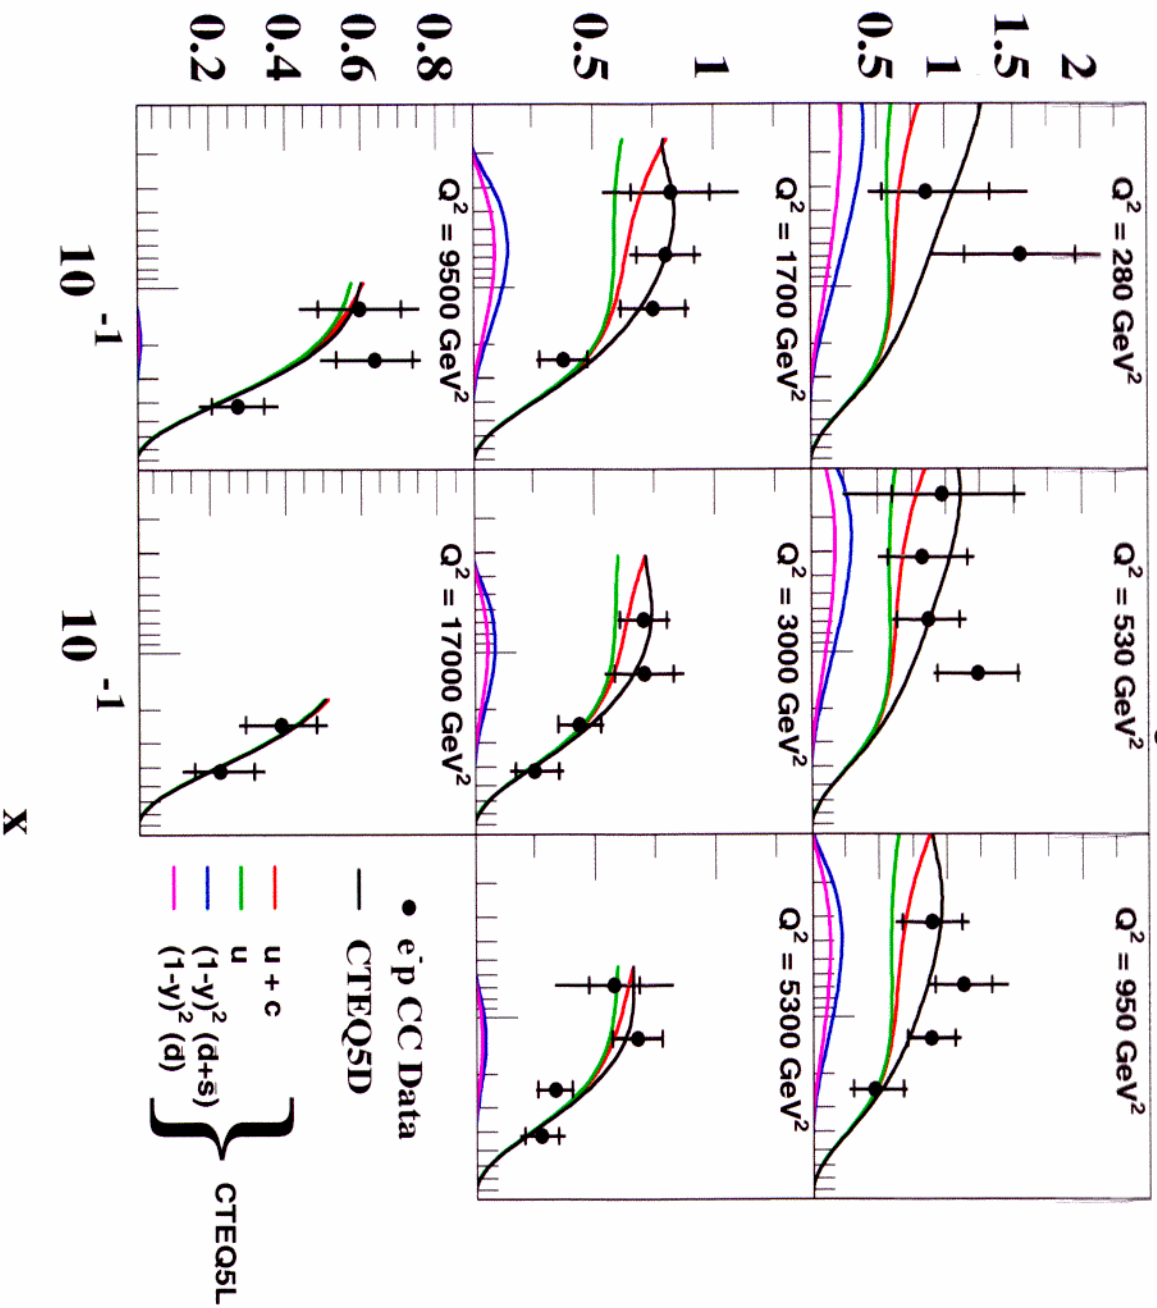 2
1.5
1
0.5
Q² = 280 GeV²
Q² = 530 GeV²
Q² = 950 GeV²
1
0.5
Q² = 1700 GeV²
Q² = 3000 GeV²
Q² = 5300 GeV²
0.8
0.6
0.4
0.2
Q² = 9500 GeV²
Q² = 17000 GeV²
10⁻¹
10⁻¹
x
e⁻p CC Data
CTEQ5D
u + c
u
(1-y)² (d+s̄)
(1-y)² (d̄)
CTEQ5L